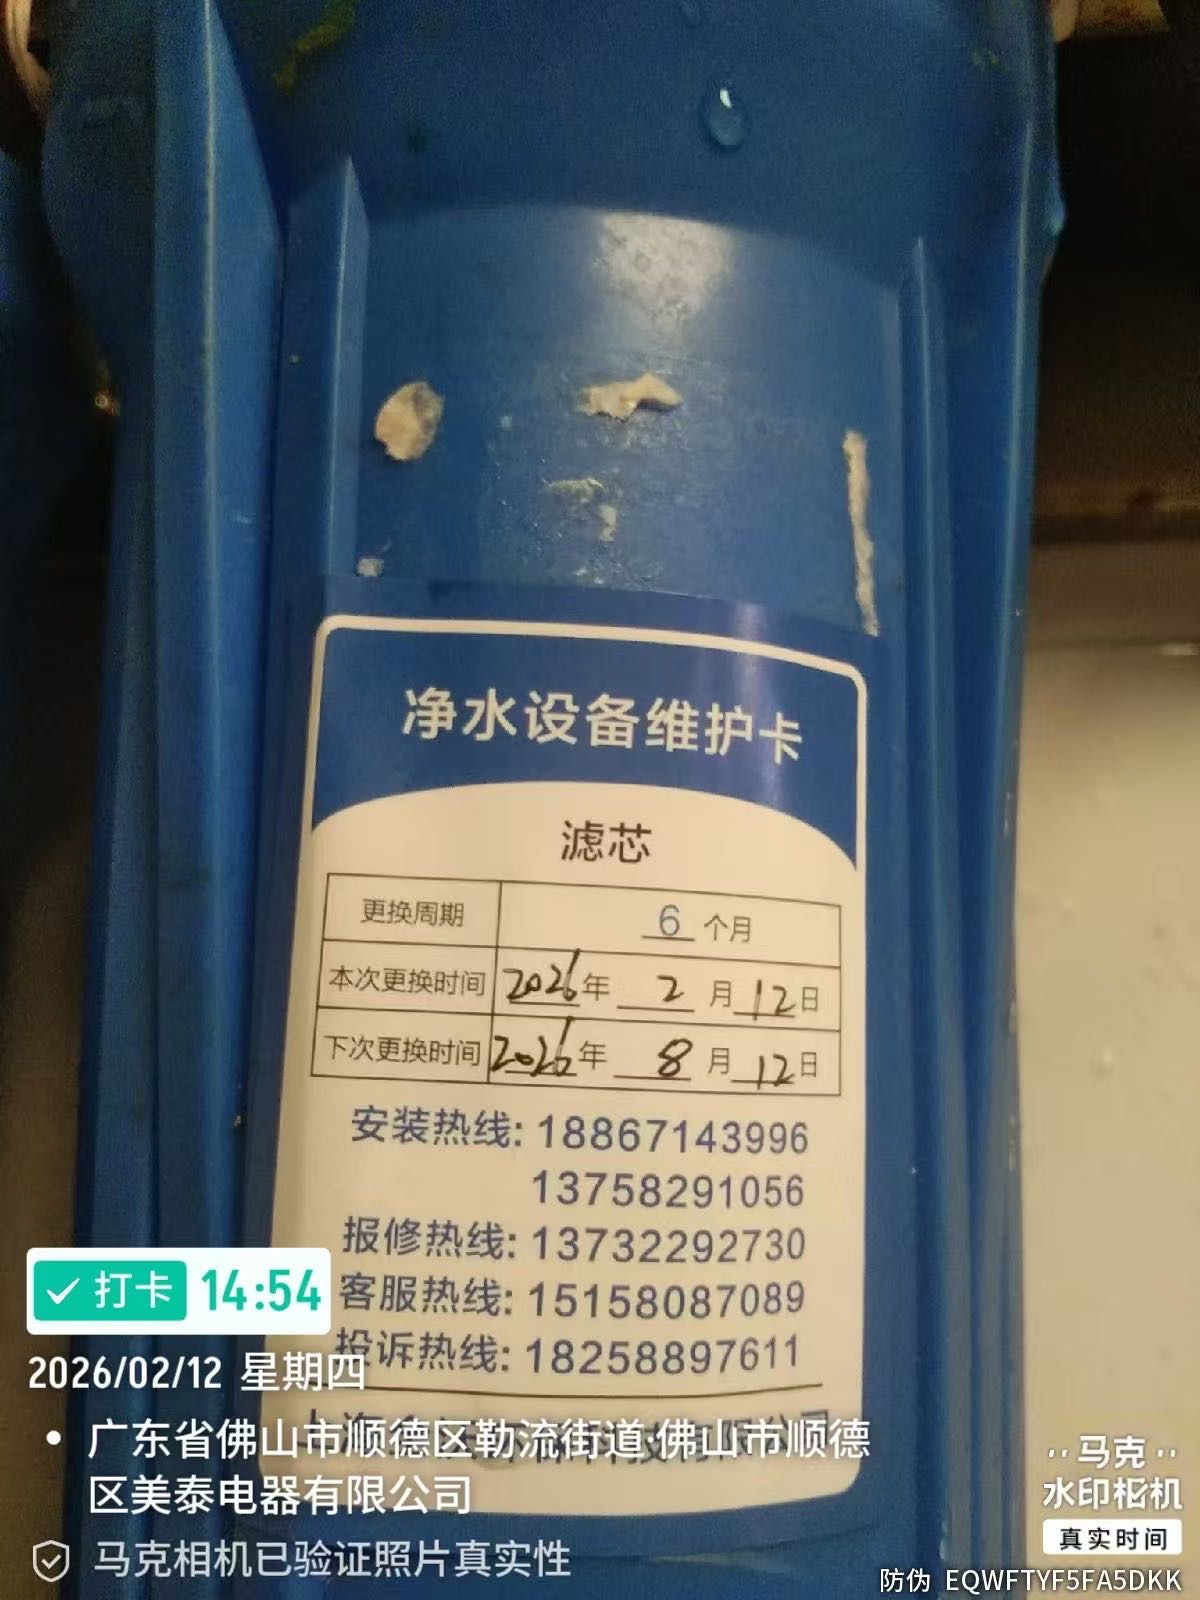 净水设备维护卡
滤芯
更换周期 6 个月
本次更换时间 2026年 2 月 12日
下次更换时间 2026年 8 月 12日
安装热线: 18867143996
13758291056
报修热线: 13732292730
客服热线: 15158087089
投诉热线: 18258897611
打卡 14:54
2026/02/12 星期四
• 广东省佛山市顺德区勒流街道·佛山市顺德
区美泰电器有限公司
马克相机已验证照片真实性
马克
水印相机
真实时间
防伪 EQWFTYF5FA5DKK